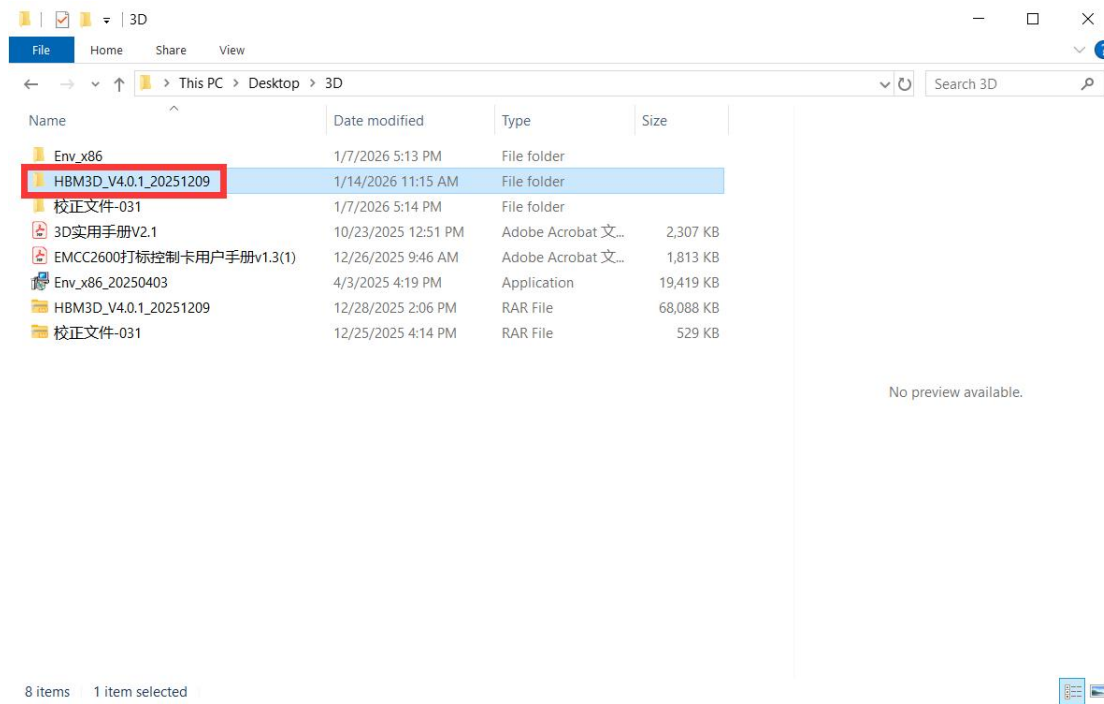 3D
File Home Share View
This PC Desktop 3D Search 3D
Name Date modified Type Size
Env_x86 1/7/2026 5:13 PM File folder
HBM3D_V4.0.1_20251209 1/14/2026 11:15 AM File folder
校正文件-031 1/7/2026 5:14 PM File folder
3D实用手册V2.1 10/23/2025 12:51 PM Adobe Acrobat 文... 2,307 KB
EMCC2600打标控制卡用户手册v1.3(1) 12/26/2025 9:46 AM Adobe Acrobat 文... 1,813 KB
Env_x86_20250403 4/3/2025 4:19 PM Application 19,419 KB
HBM3D_V4.0.1_20251209 12/28/2025 2:06 PM RAR File 68,088 KB
校正文件-031 12/25/2025 4:14 PM RAR File 529 KB
No preview available.
8 items 1 item selected